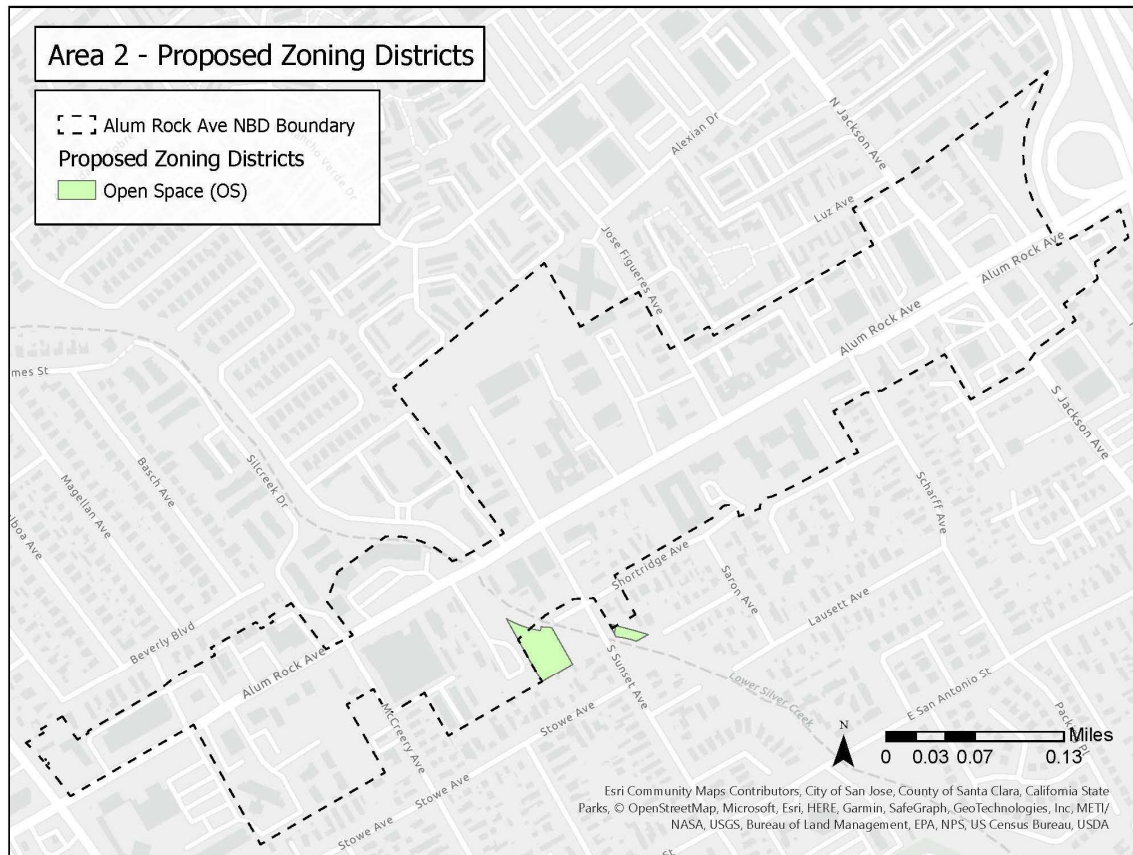 Area 2 - Proposed Zoning Districts
Alum Rock Ave NBD Boundary
Proposed Zoning Districts
Open Space (OS)
Alexian Dr
N Jackson Ave
Luz Ave
Jose Figueres Ave
Alum Rock Ave
Alum Rock Ave
mes St
S Jackson Ave
Silcreek Dr
Basch Ave
Magellan Ave
lboa Ave
Scharff Ave
Shortridge Ave
Saron Ave
Lausett Ave
Beverly Blvd
Alum Rock Ave
S Sunset Ave
Lower Silver Creek
E San Antonio St
McCreery Ave
Stowe Ave
Stowe Ave
Stowe Ave
N
Miles
0 0.03 0.07 0.13
Esri Community Maps Contributors, City of San Jose, County of Santa Clara, California State
Parks, © OpenStreetMap, Microsoft, Esri, HERE, Garmin, SafeGraph, GeoTechnologies, Inc, METI/
NASA, USGS, Bureau of Land Management, EPA, NPS, US Census Bureau, USDA